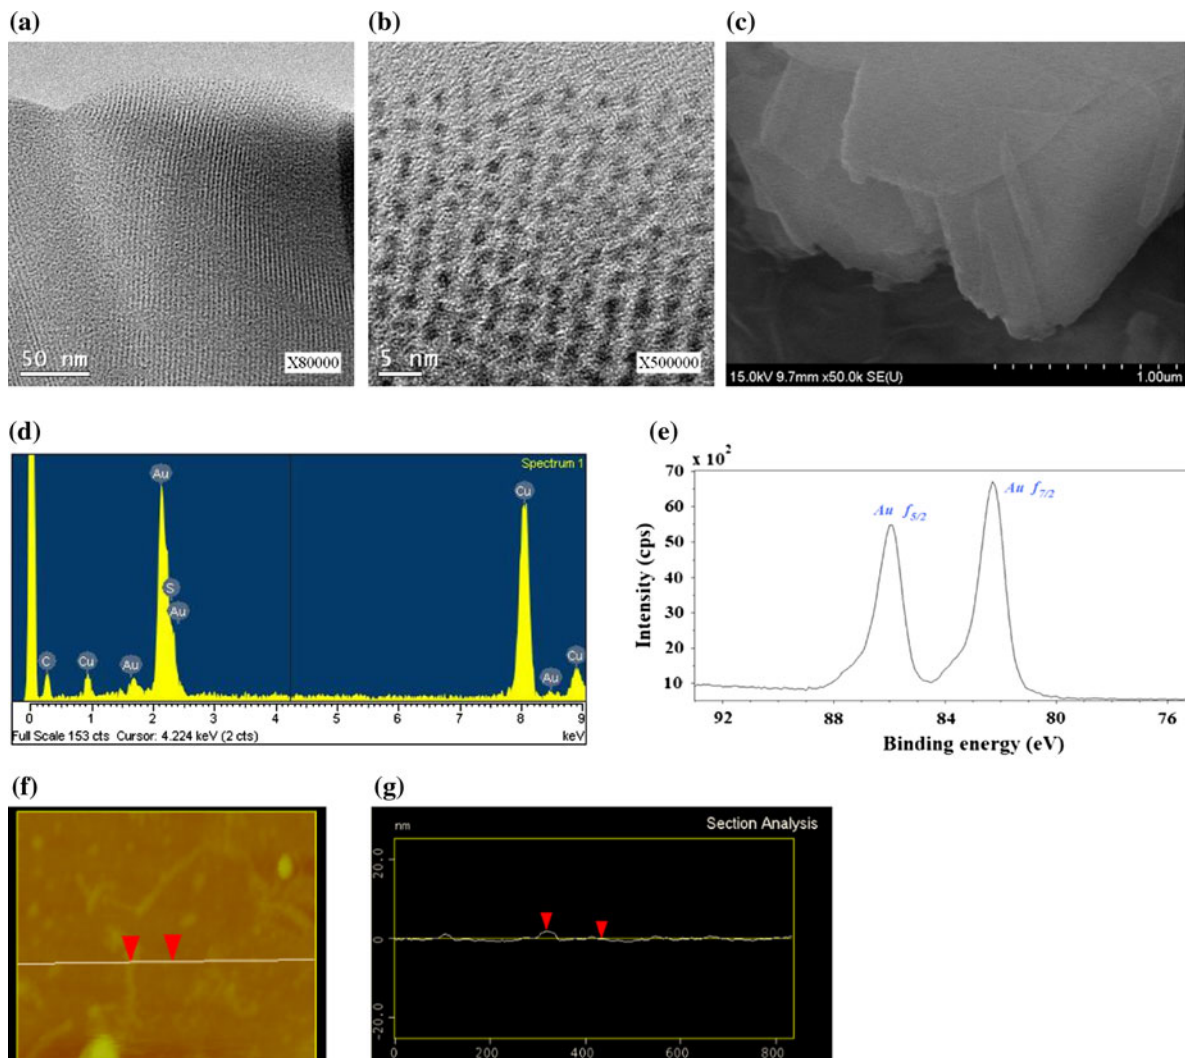 (a)
(b)
(c)
50 nm
X80000
5 nm
X500000
15.0kV 9.7mm x50.0k SE(U)
1.00um
(d)
Spectrum 1
Au
Cu
S
Au
C
Cu
Au
Au
Cu
0 1 2 3 4 5 6 7 8 9
Full Scale 153 cts Cursor: 4.224 keV (2 cts)
keV
(e)
x 10²
70
60
50
40
30
20
10
Intensity (cps)
Au f5/2
Au f7/2
92 88 84 80 76
Binding energy (eV)
(f)
(g)
nm
Section Analysis
20.0
0
-20.0
0 200 400 600 800